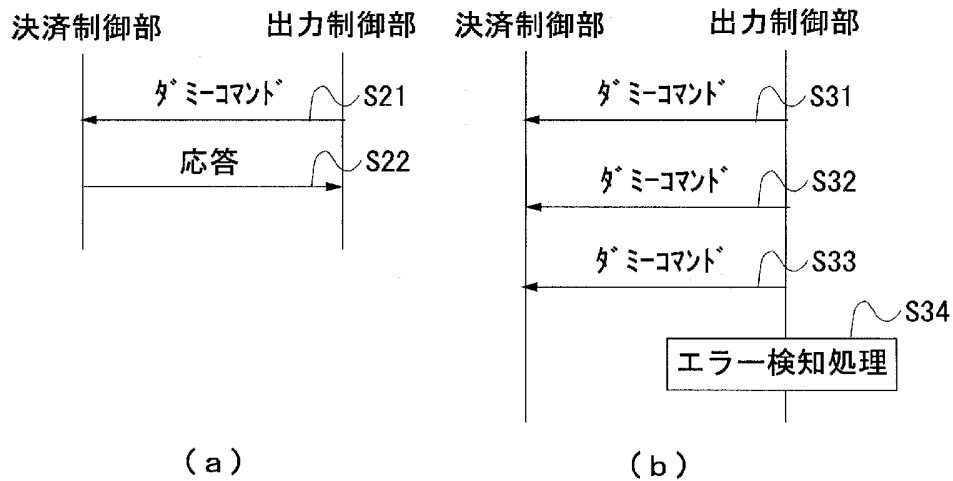 決済制御部 出力制御部
ダミーコマンド S21
応答 S22
(a)
決済制御部 出力制御部
ダミーコマンド S31
ダミーコマンド S32
ダミーコマンド S33
S34
エラー検知処理
(b)